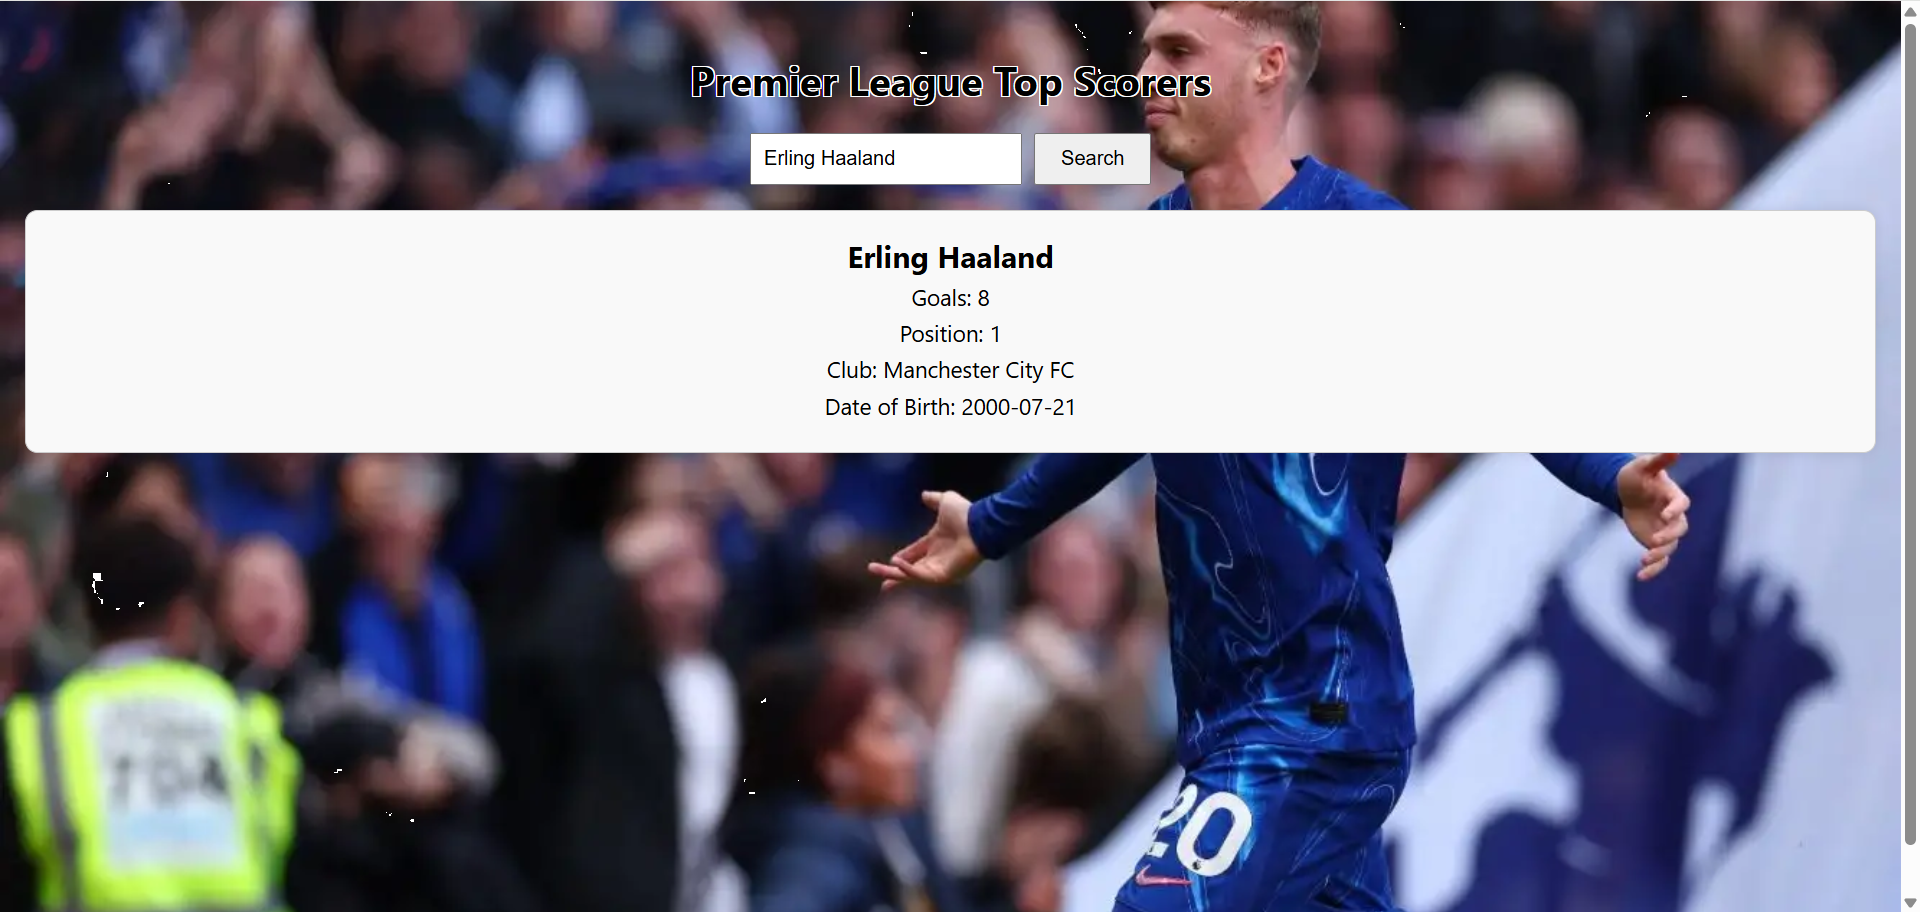 Premier League Top Scorers
Erling Haaland
Search
Erling Haaland
Goals: 8
Position: 1
Club: Manchester City FC
Date of Birth: 2000-07-21
20